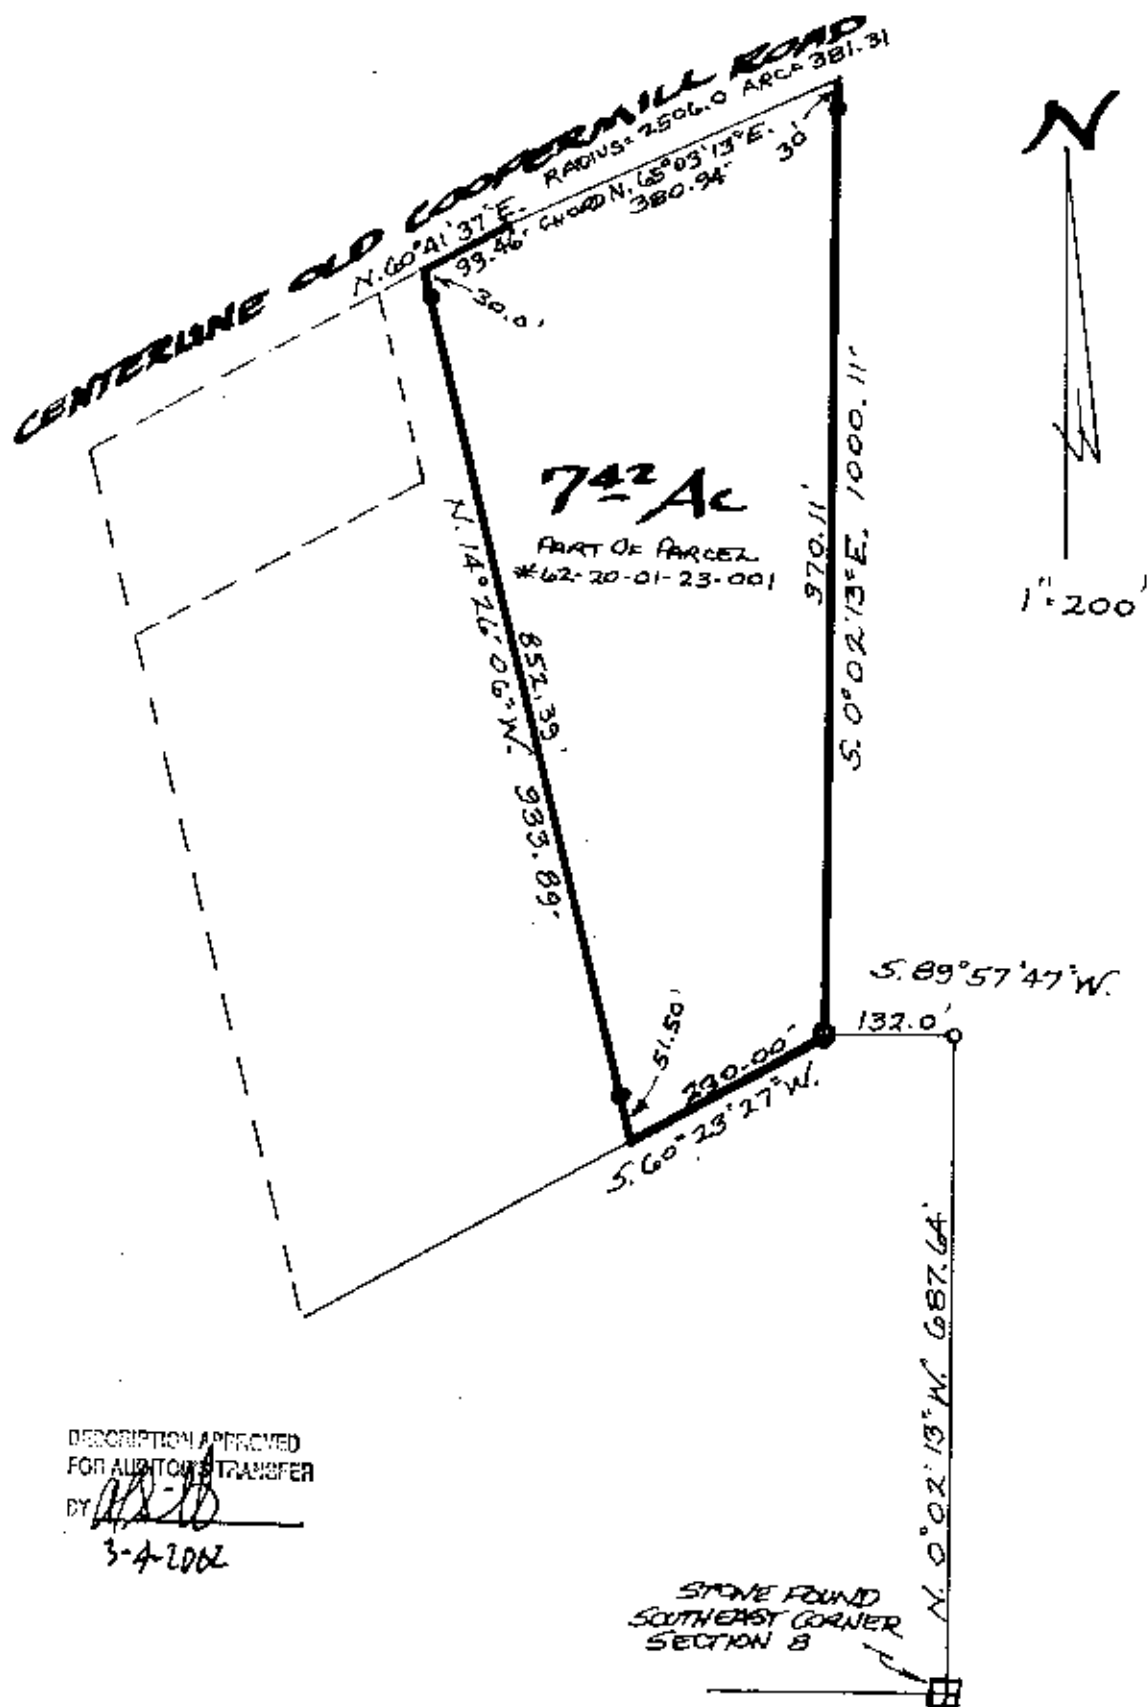 CENTERLINE OLD COOPERMILL ROAD
N. 60°41'37"E. RADIUS=2506.0 ARC=381.31
93.46' CHORD N. 65°03'13"E.
380.94'
30'
30.0'
N
1"=200'
7 42 Ac
PART OF PARCEL
#62-20-01-23-001
970.11'
S. 0°02'13"E. 1000.11'
852.39'
N. 14°26'06"W. 933.89'
51.50'
230.00'
S. 60°23'27"W.
S. 89°57'47"W.
132.0'
N. 0°02'13"W. 687.64'
DESCRIPTION APPROVED
FOR AUDITOR'S TRANSFER
BY
3-4-2002
STONE FOUND
SOUTHEAST CORNER
SECTION 8